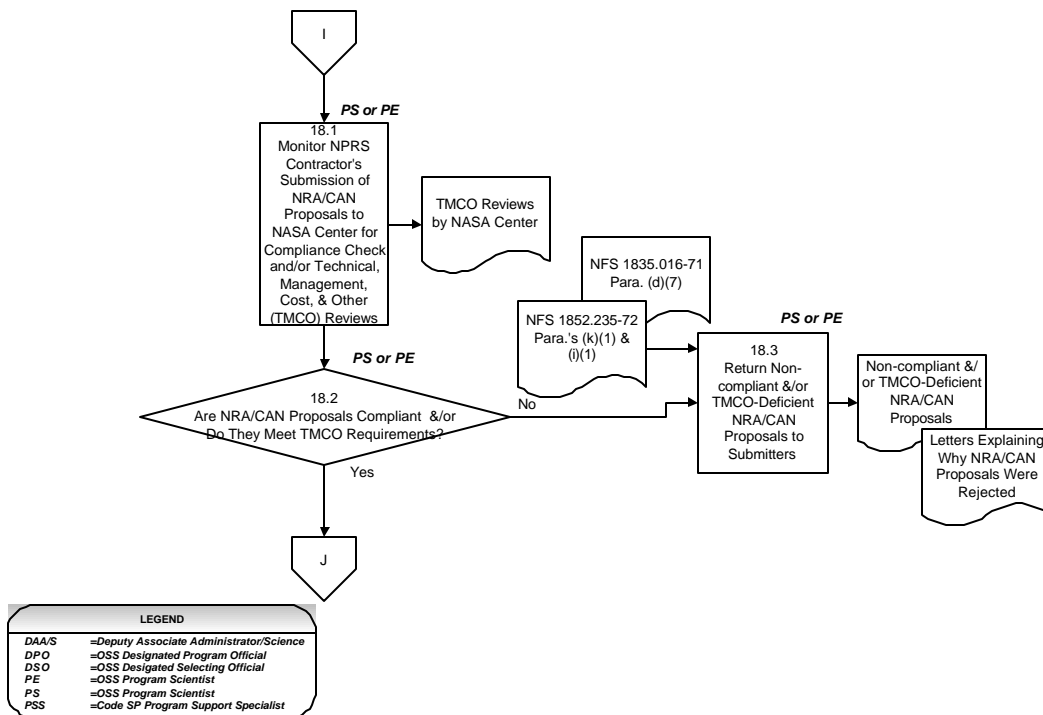 I
PS or PE
18.1
Monitor NPRS
Contractor's
Submission of
NRA/CAN
Proposals to
NASA Center for
Compliance Check
and/or Technical,
Management,
Cost, & Other
(TMCO) Reviews
TMCO Reviews
by NASA Center
NFS 1835.016-71
Para. (d)(7)
NFS 1852.235-72
Para.'s (k)(1) &
(i)(1)
PS or PE
18.2
Are NRA/CAN Proposals Compliant &/or
Do They Meet TMCO Requirements?
No
Yes
PS or PE
18.3
Return Non-
compliant &/or
TMCO-Deficient
NRA/CAN
Proposals to
Submitters
Non-compliant &/
or TMCO-Deficient
NRA/CAN
Proposals
Letters Explaining
Why NRA/CAN
Proposals Were
Rejected
J
LEGEND
DAA/S =Deputy Associate Administrator/Science
DPO =OSS Designated Program Official
DSO =OSS Desigated Selecting Official
PE =OSS Program Scientist
PS =OSS Program Scientist
PSS =Code SP Program Support Specialist